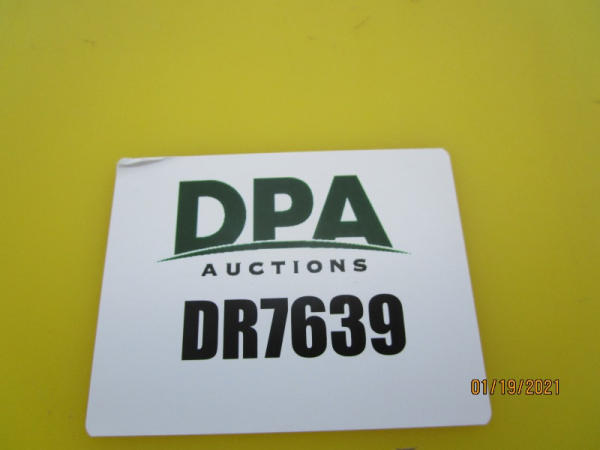 DPA
AUCTIONS
DR7639
01/19/2021